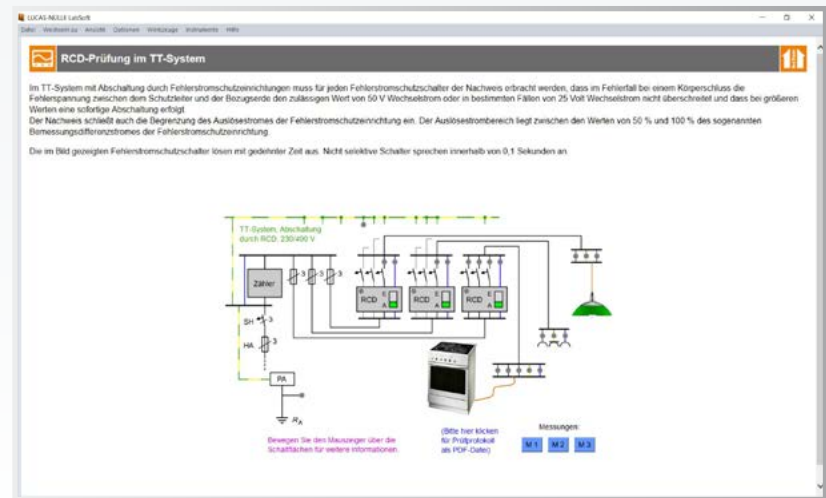 LUCAS-NÜLLE LabSoft
Datei Wechseln zu Ansicht Optionen Werkzeuge Instrumente Hilfe
RCD-Prüfung im TT-System
Im TT-System mit Abschaltung durch Fehlerstromschutzeinrichtungen muss für jeden Fehlerstromschutzschalter der Nachweis erbracht werden, dass im Fehlerfall bei einem Körperschluss die
Fehlerspannung zwischen dem Schutzleiter und der Bezugserde den zulässigen Wert von 50 V Wechselstrom oder in bestimmten Fällen von 25 Volt Wechselstrom nicht überschreitet und dass bei größeren
Werten eine sofortige Abschaltung erfolgt.
Der Nachweis schließt auch die Begrenzung des Auslösestromes der Fehlerstromschutzeinrichtung ein. Der Auslösestrombereich liegt zwischen den Werten von 50 % und 100 % des sogenannten
Bemessungsdifferenzstromes der Fehlerstromschutzeinrichtung.
Die im Bild gezeigten Fehlerstromschutzschalter lösen mit gedehnter Zeit aus. Nicht selektive Schalter sprechen innerhalb von 0,1 Sekunden an.
TT-System, Abschaltung
durch RCD, 230/400 V
Zähler
3 3 3
RCD E A
RCD E A
RCD E A
SH 3
HA 3
PA
RA
Bewegen Sie den Mauszeiger über die
Schaltflächen für weitere Informationen.
(Bitte hier klicken
für Prüfprotokoll
als PDF-Datei)
Messungen:
M 1 M 2 M 3